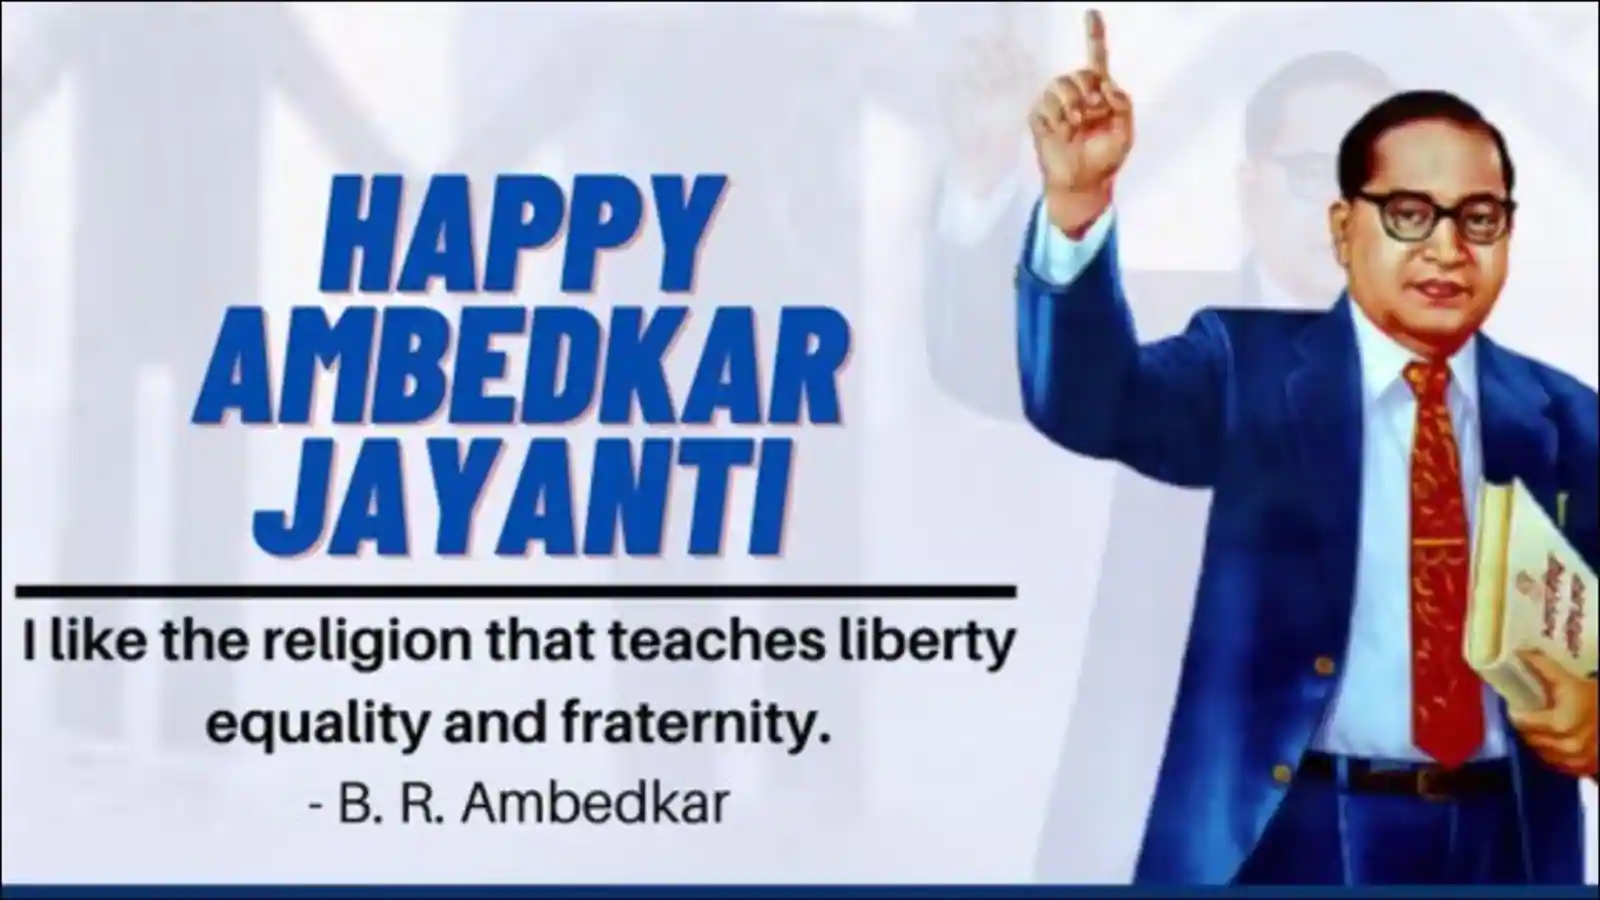 HAPPY
AMBEDKAR
JAYANTI
I like the religion that teaches liberty
equality and fraternity.
- B. R. Ambedkar